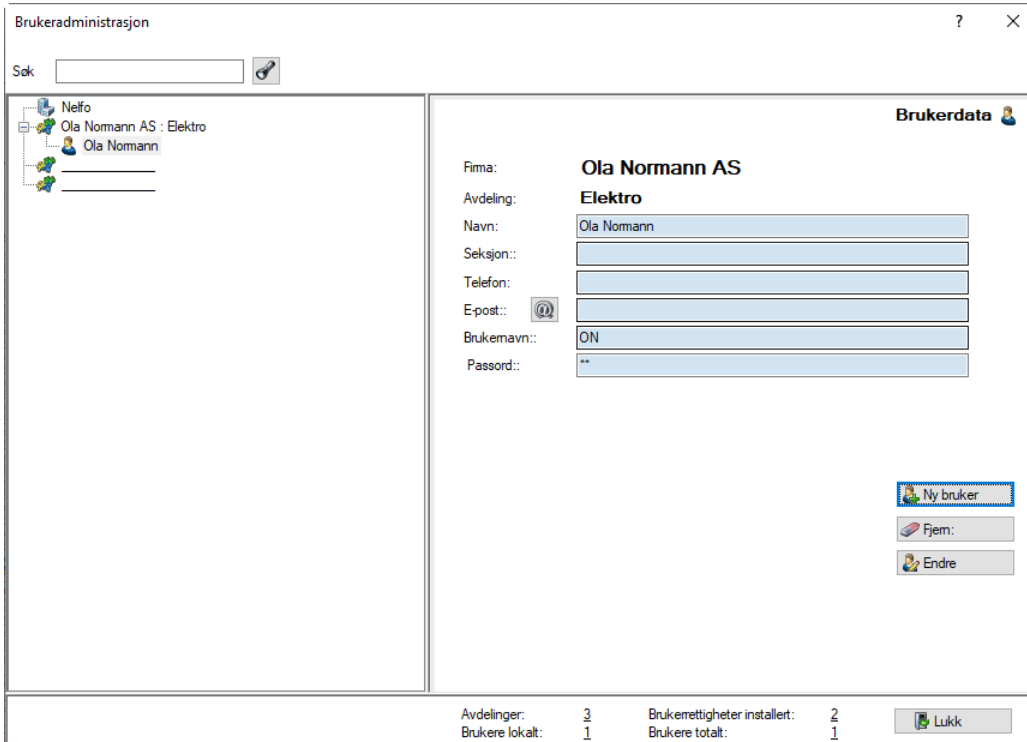 Brukeradministrasjon ? ✕
Søk
Nelfo
Ola Normann AS : Elektro
Ola Normann
Brukerdata
Firma: Ola Normann AS
Avdeling: Elektro
Navn: Ola Normann
Seksjon::
Telefon:
E-post:: @
Brukernavn:: ON
Passord:: **
Ny bruker
Fjern:
Endre
Avdelinger: 3 Brukerrettigheter installert: 2
Brukere lokalt: 1 Brukere totalt: 1
Lukk